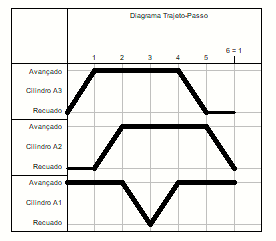 Diagrama Trajeto-Passo
1 2 3 4 5 6 = 1
Avançado
Cilindro A3
Recuado
Avançado
Cilindro A2
Recuado
Avançado
Cilindro A1
Recuado